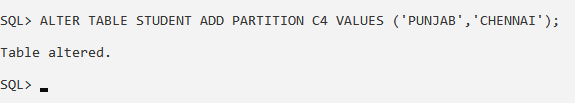 SQL> ALTER TABLE STUDENT ADD PARTITION C4 VALUES ('PUNJAB','CHENNAI');
Table altered.
SQL>